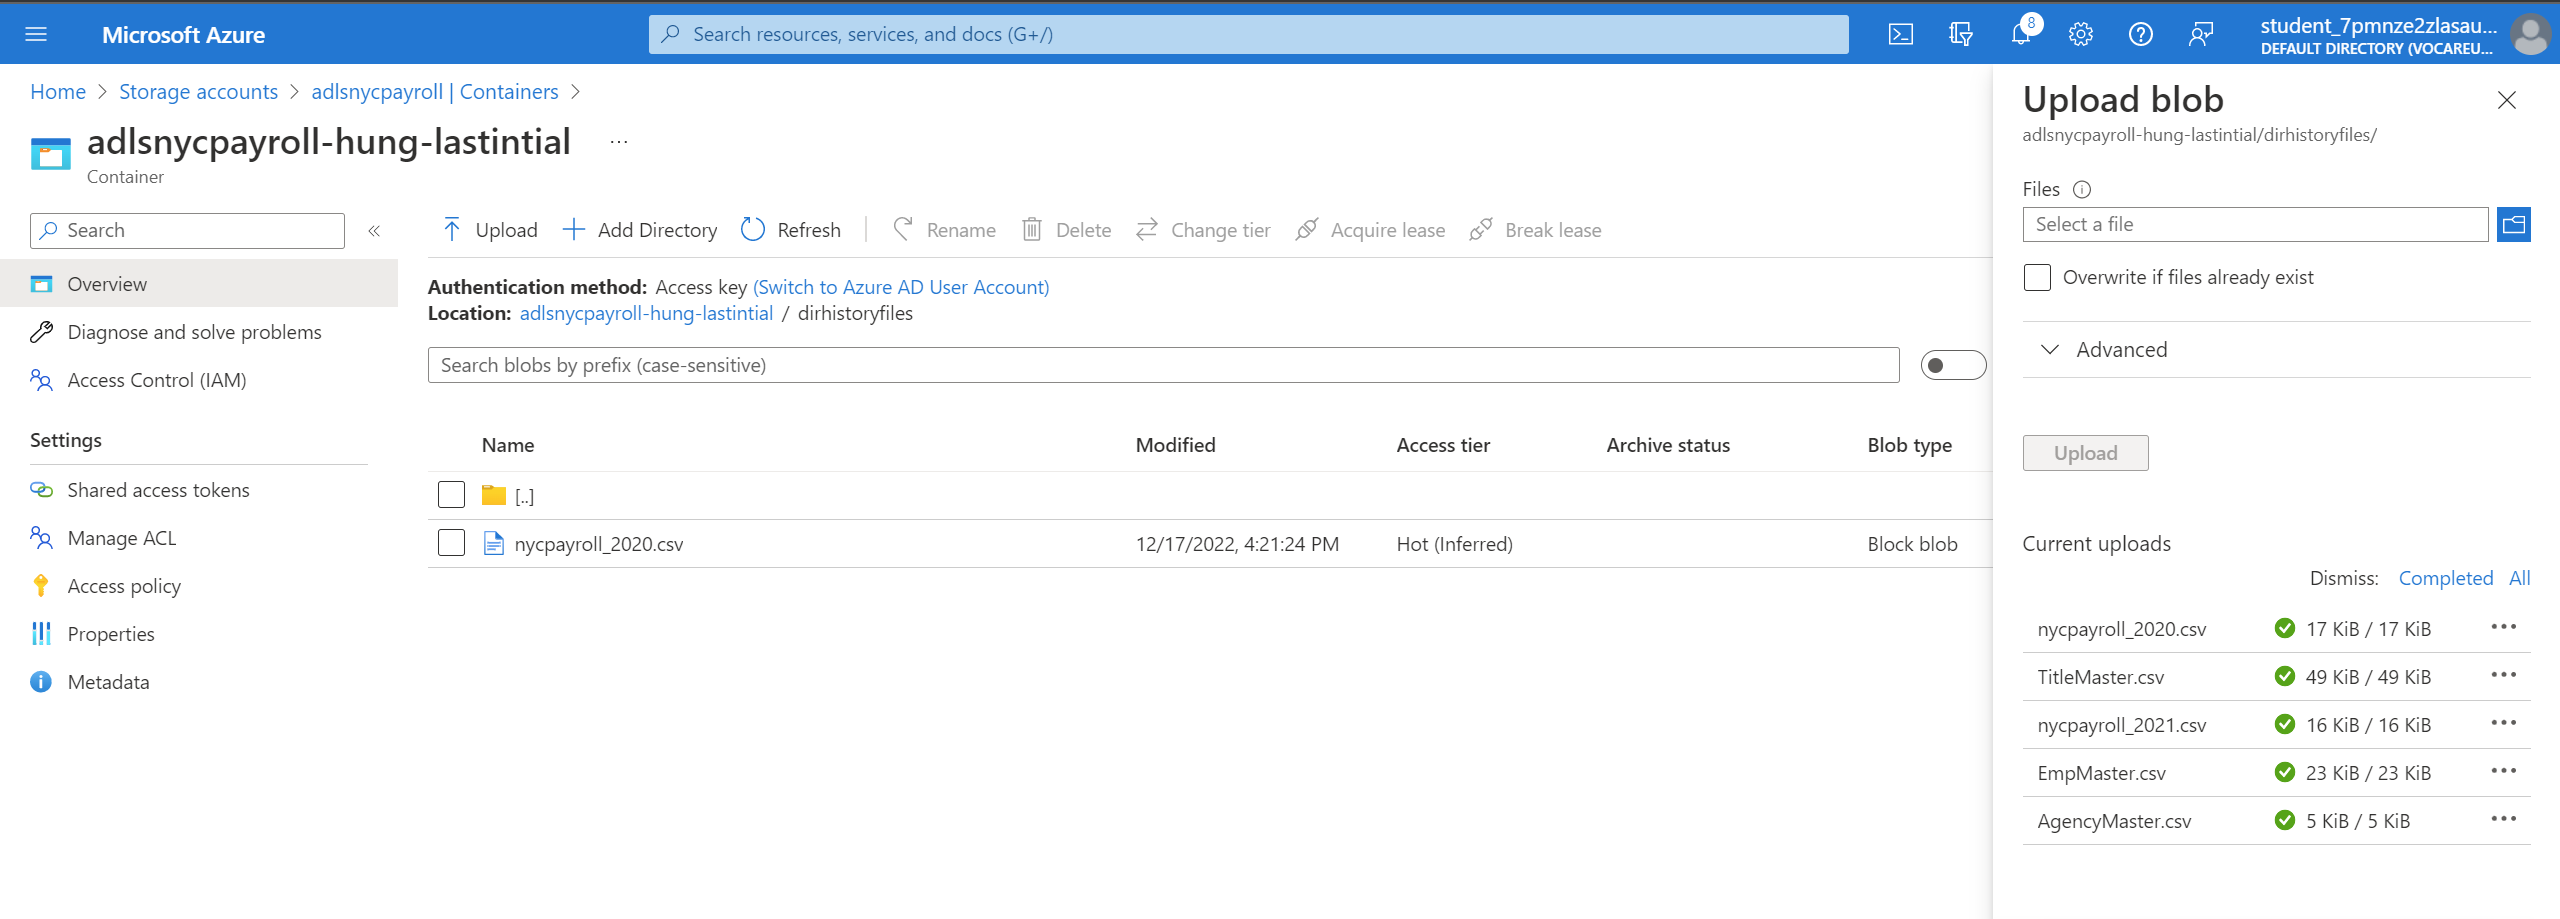 Microsoft Azure
Search resources, services, and docs (G+/)
8
student_7pmnze2zlasau...
DEFAULT DIRECTORY (VOCAREU...
Home > Storage accounts > adlsnycpayroll | Containers >
adlsnycpayroll-hung-lastintial ...
Container
Search
«
Overview
Diagnose and solve problems
Access Control (IAM)
Settings
Shared access tokens
Manage ACL
Access policy
Properties
Metadata
Upload Add Directory Refresh Rename Delete Change tier Acquire lease Break lease
Authentication method: Access key (Switch to Azure AD User Account)
Location: adlsnycpayroll-hung-lastintial / dirhistoryfiles
Search blobs by prefix (case-sensitive)
Name Modified Access tier Archive status Blob type
[..]
nycpayroll_2020.csv 12/17/2022, 4:21:24 PM Hot (Inferred) Block blob
Upload blob
adlsnycpayroll-hung-lastintial/dirhistoryfiles/
Files
Select a file
Overwrite if files already exist
Advanced
Upload
Current uploads
Dismiss: Completed All
nycpayroll_2020.csv 17 KiB / 17 KiB
TitleMaster.csv 49 KiB / 49 KiB
nycpayroll_2021.csv 16 KiB / 16 KiB
EmpMaster.csv 23 KiB / 23 KiB
AgencyMaster.csv 5 KiB / 5 KiB